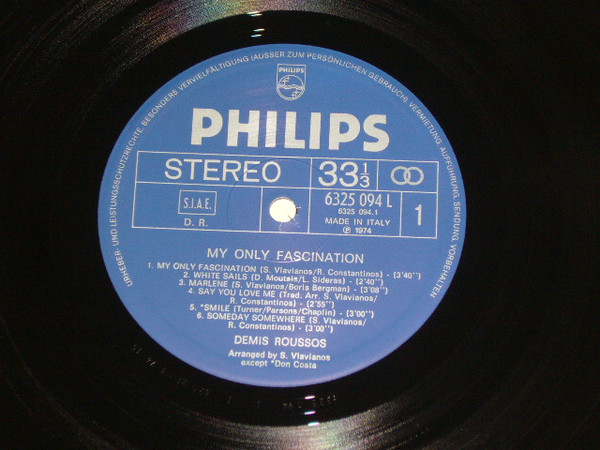 URHEBER- UND LEISTUNGSSCHUTZRECHTE, BESONDERS VERVIELFÄLTIGUNG (AUSSER ZUM PERSÖNLICHEN GEBRAUCH), VERMIETUNG, AUFFÜHRUNG, SENDUNG, VORBEHALTEN
PHILIPS
PHILIPS
STEREO 33 1/3
S.I.A.E.
D. R.
6325 094 L
6325 094.1
MADE IN ITALY
℗ 1974
1
MY ONLY FASCINATION
1. MY ONLY FASCINATION (S. Vlavianos/R. Constantinos) - (3'40'')
2. WHITE SAILS (D. Moutsis/L. Sideras) - (2'40'')
3. MARLENE (S. Vlavianos/Boris Bergman) - (3'08'')
4. SAY YOU LOVE ME (Trad. Arr. S. Vlavianos/
R. Constantinos) - (2'55'')
5. *SMILE (Turner/Parsons/Chaplin) - (3'00'')
6. SOMEDAY SOMEWHERE (S. Vlavianos/
R. Constantinos) - (3'00'')
DEMIS ROUSSOS
Arranged by S. Vlavianos
except *Don Costa